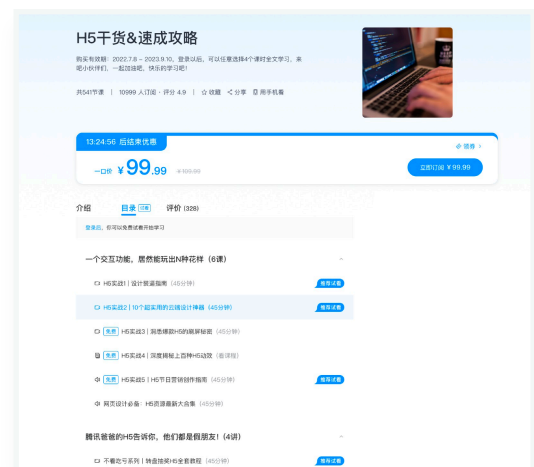 H5干货&速成攻略
购买有效期：2022.7.8 – 2023.9.10，登录以后，可以任意选择4个课时全文学习，来
吧小伙伴们，一起加油吧，快乐的学习吧！
共541节课 | 10999 人订阅 · 评分 4.9 | 收藏 分享 用手机看
13:24:56 后结束优惠
领券 >
一口价 ¥99.99 ¥199.99
立即订阅 ¥99.99
介绍 目录 试看 评价 (328)
登录后，你可以免费试看开始学习
一个交互功能，居然能玩出N种花样（6课）
H5实战1 | 设计资源指南（45分钟） 推荐试看
H5实战2 | 10个超实用的云端设计神器（45分钟） 推荐试看
免费 H5实战3 | 洞悉爆款H5的刷屏秘密（45分钟）
免费 H5实战4 | 深度揭秘上百种H5动效（看课程）
免费 H5实战5 | H5节日营销创作指南（45分钟） 推荐试看
网页设计必备：H5资源最新大合集（45分钟）
腾讯爸爸的H5告诉你，他们都是假朋友！(4讲)
不看吃亏系列 | 转盘抽奖H5全套教程（45分钟） 推荐试看